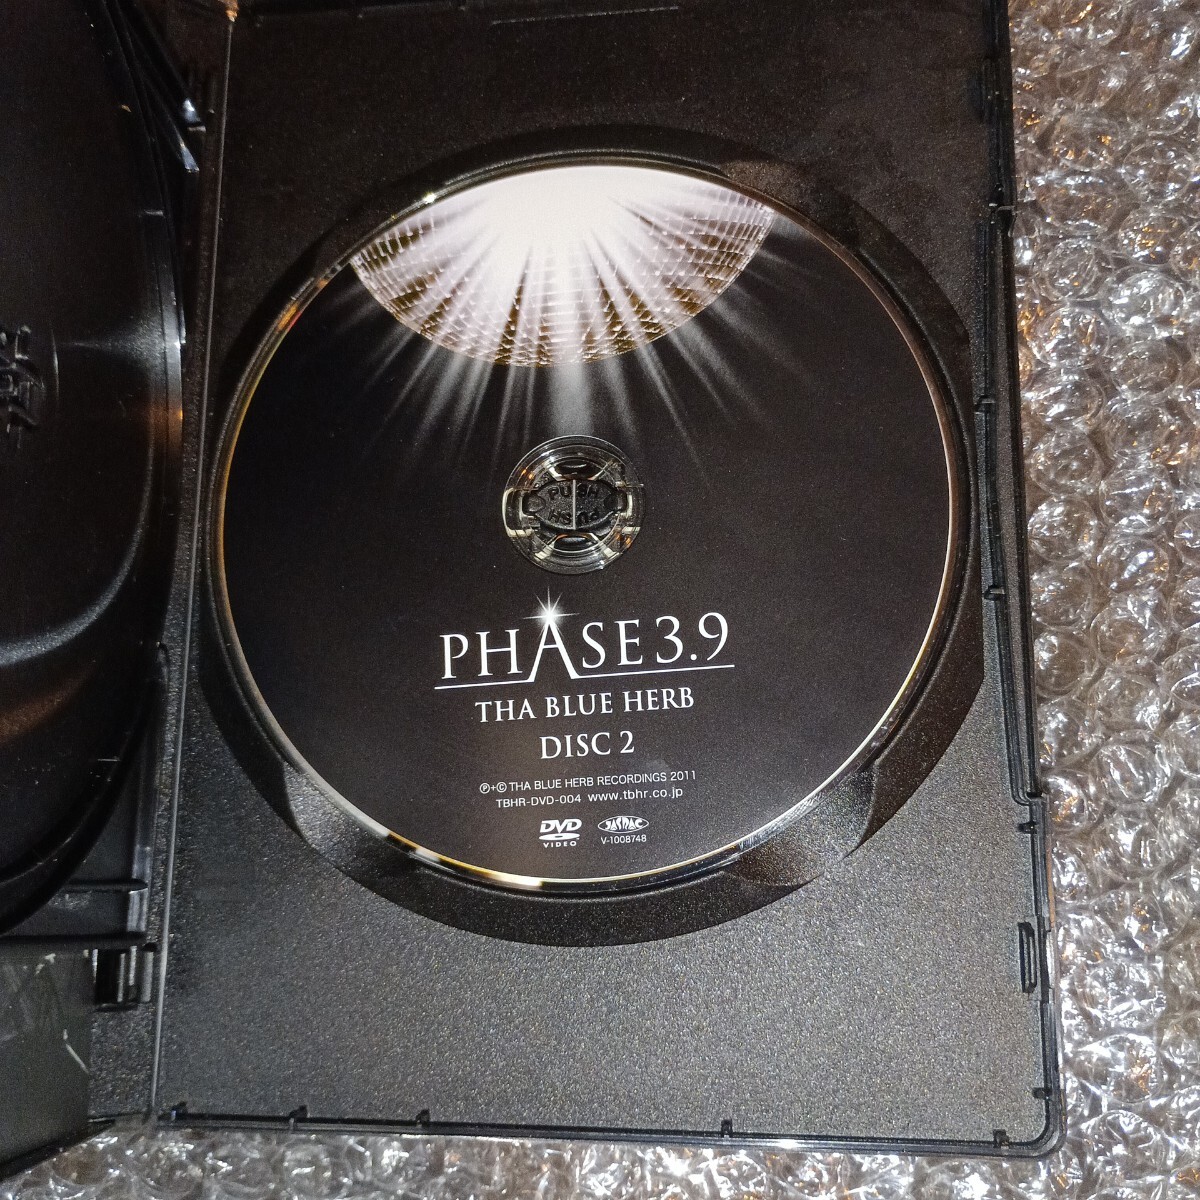 PUSH
PUSH
PHASE 3.9
THA BLUE HERB
DISC 2
℗+© THA BLUE HERB RECORDINGS 2011
TBHR-DVD-004 www.tbhr.co.jp
DVD
VIDEO
JASRAC
V-1008748